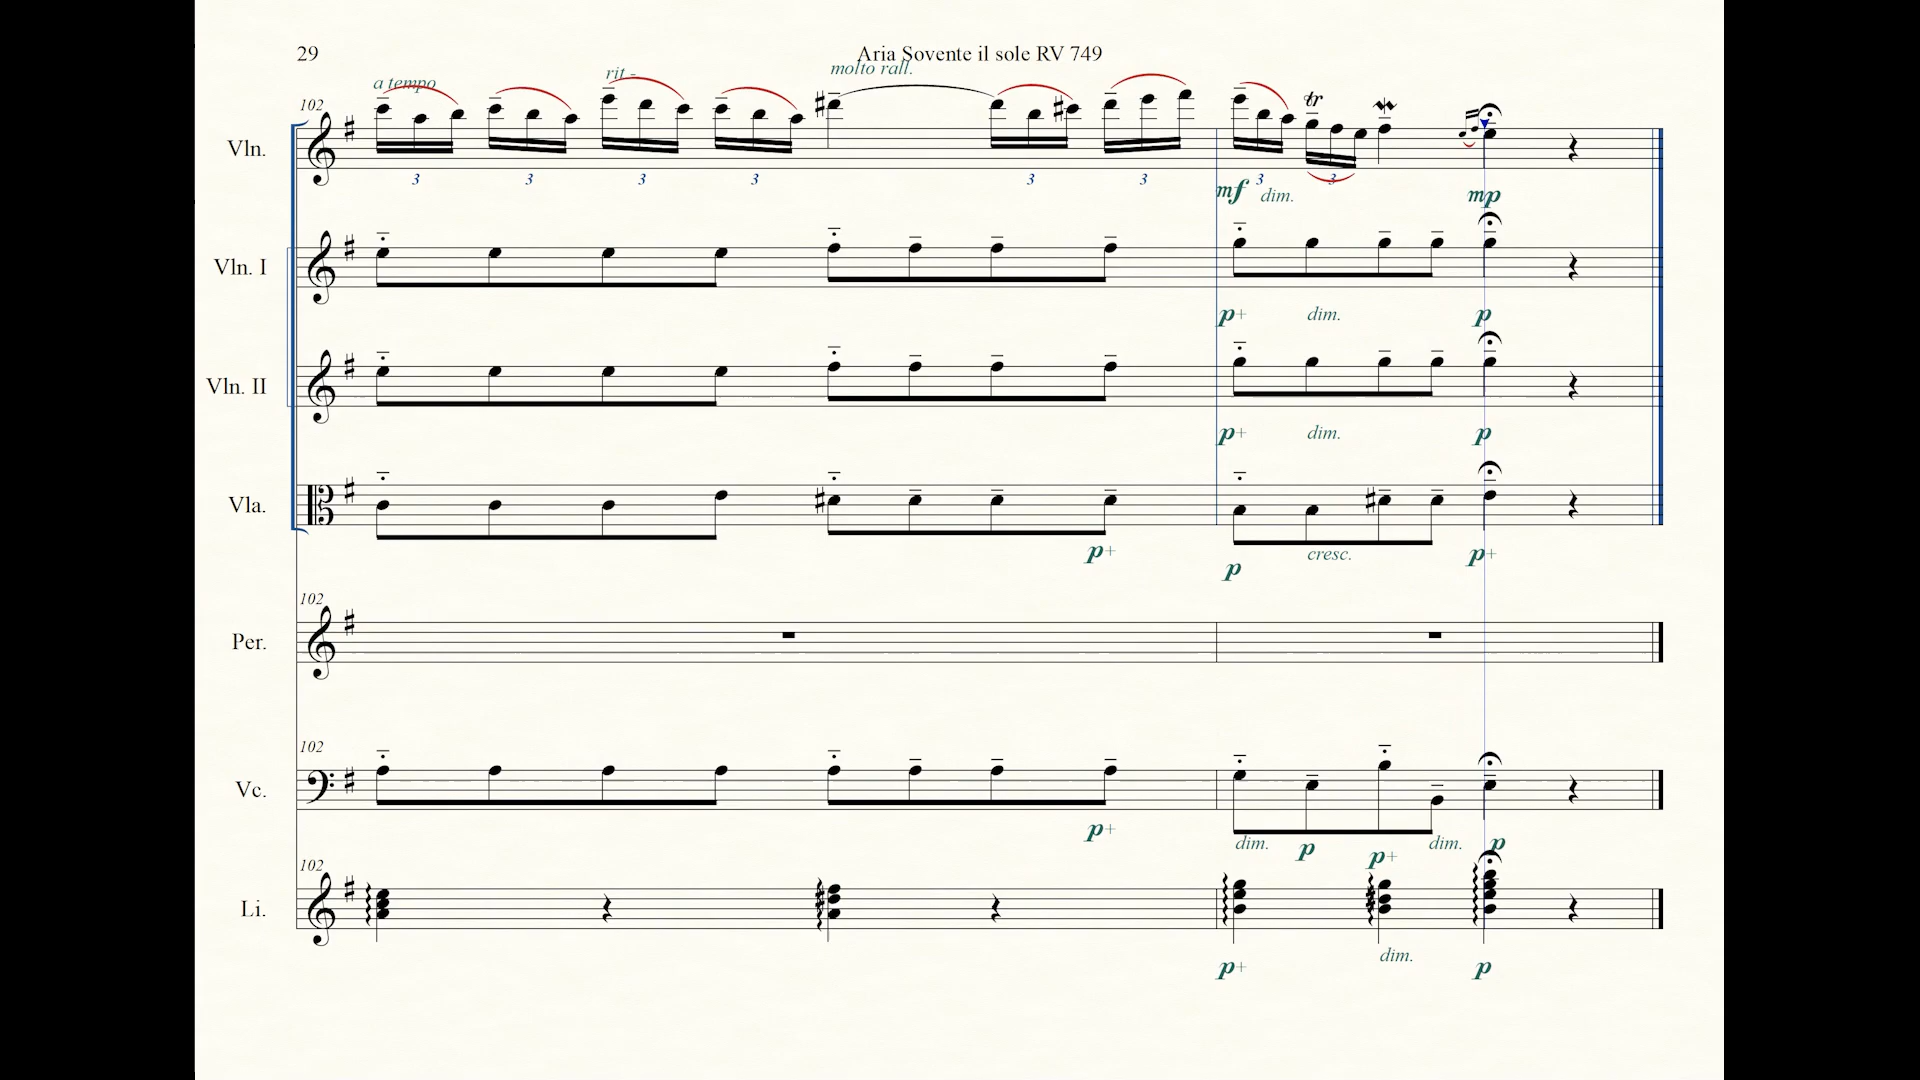 29
Aria Sovente il sole RV 749
a tempo
rit -
molto rall.
102
Vln.
3 3 3 3 3 3 3 3
mf dim. mp
Vln. I
p+ dim. p
Vln. II
p+ dim. p
Vla.
p+ p cresc. p+
102
Per.
102
Vc.
p+ dim. p p+ dim. p
102
Li.
p+ dim. p